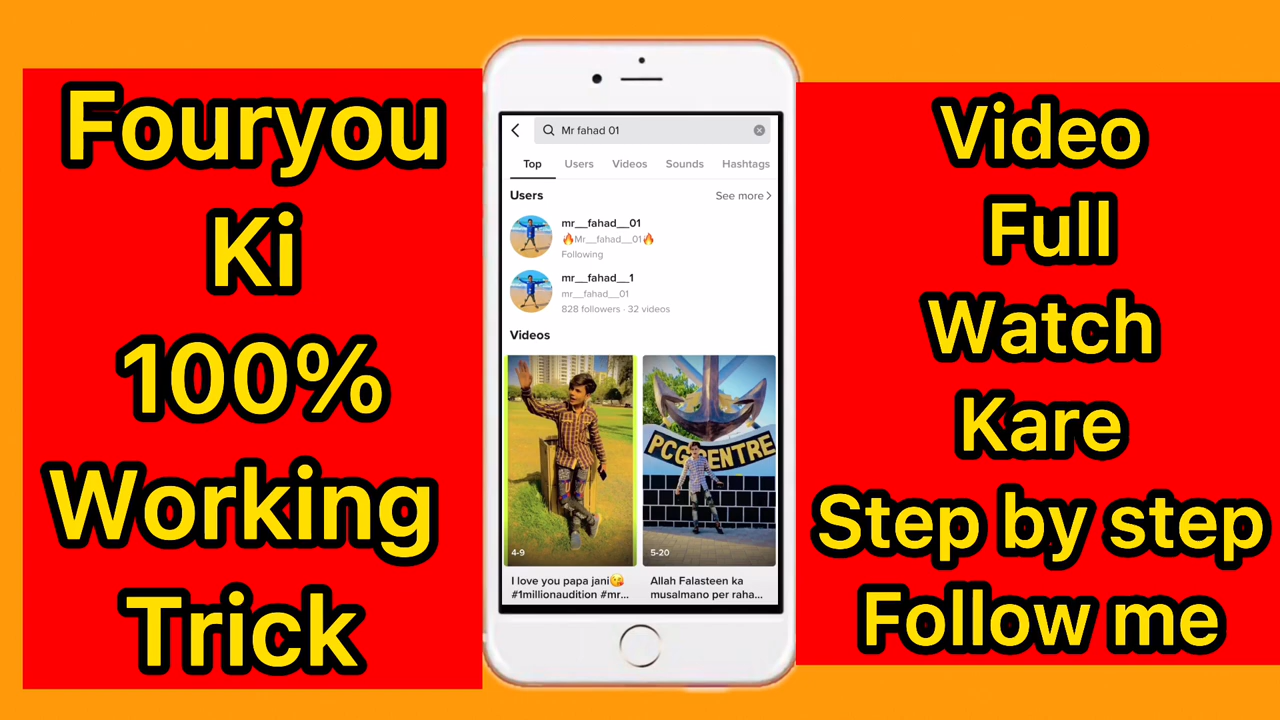 Fouryou
Ki
100%
Working
Trick
Mr fahad 01
Top Users Videos Sounds Hashtags
Users See more
mr__fahad__01
🔥Mr__fahad__01🔥
Following
mr__fahad__1
mr__fahad__01
828 followers · 32 videos
Videos
4-9
I love you papa jani😘
#1millionaudition #mr...
PCG CENTRE
5-20
Allah Falasteen ka
musalmano per raha...
Video
Full
Watch
Kare
Step by step
Follow me